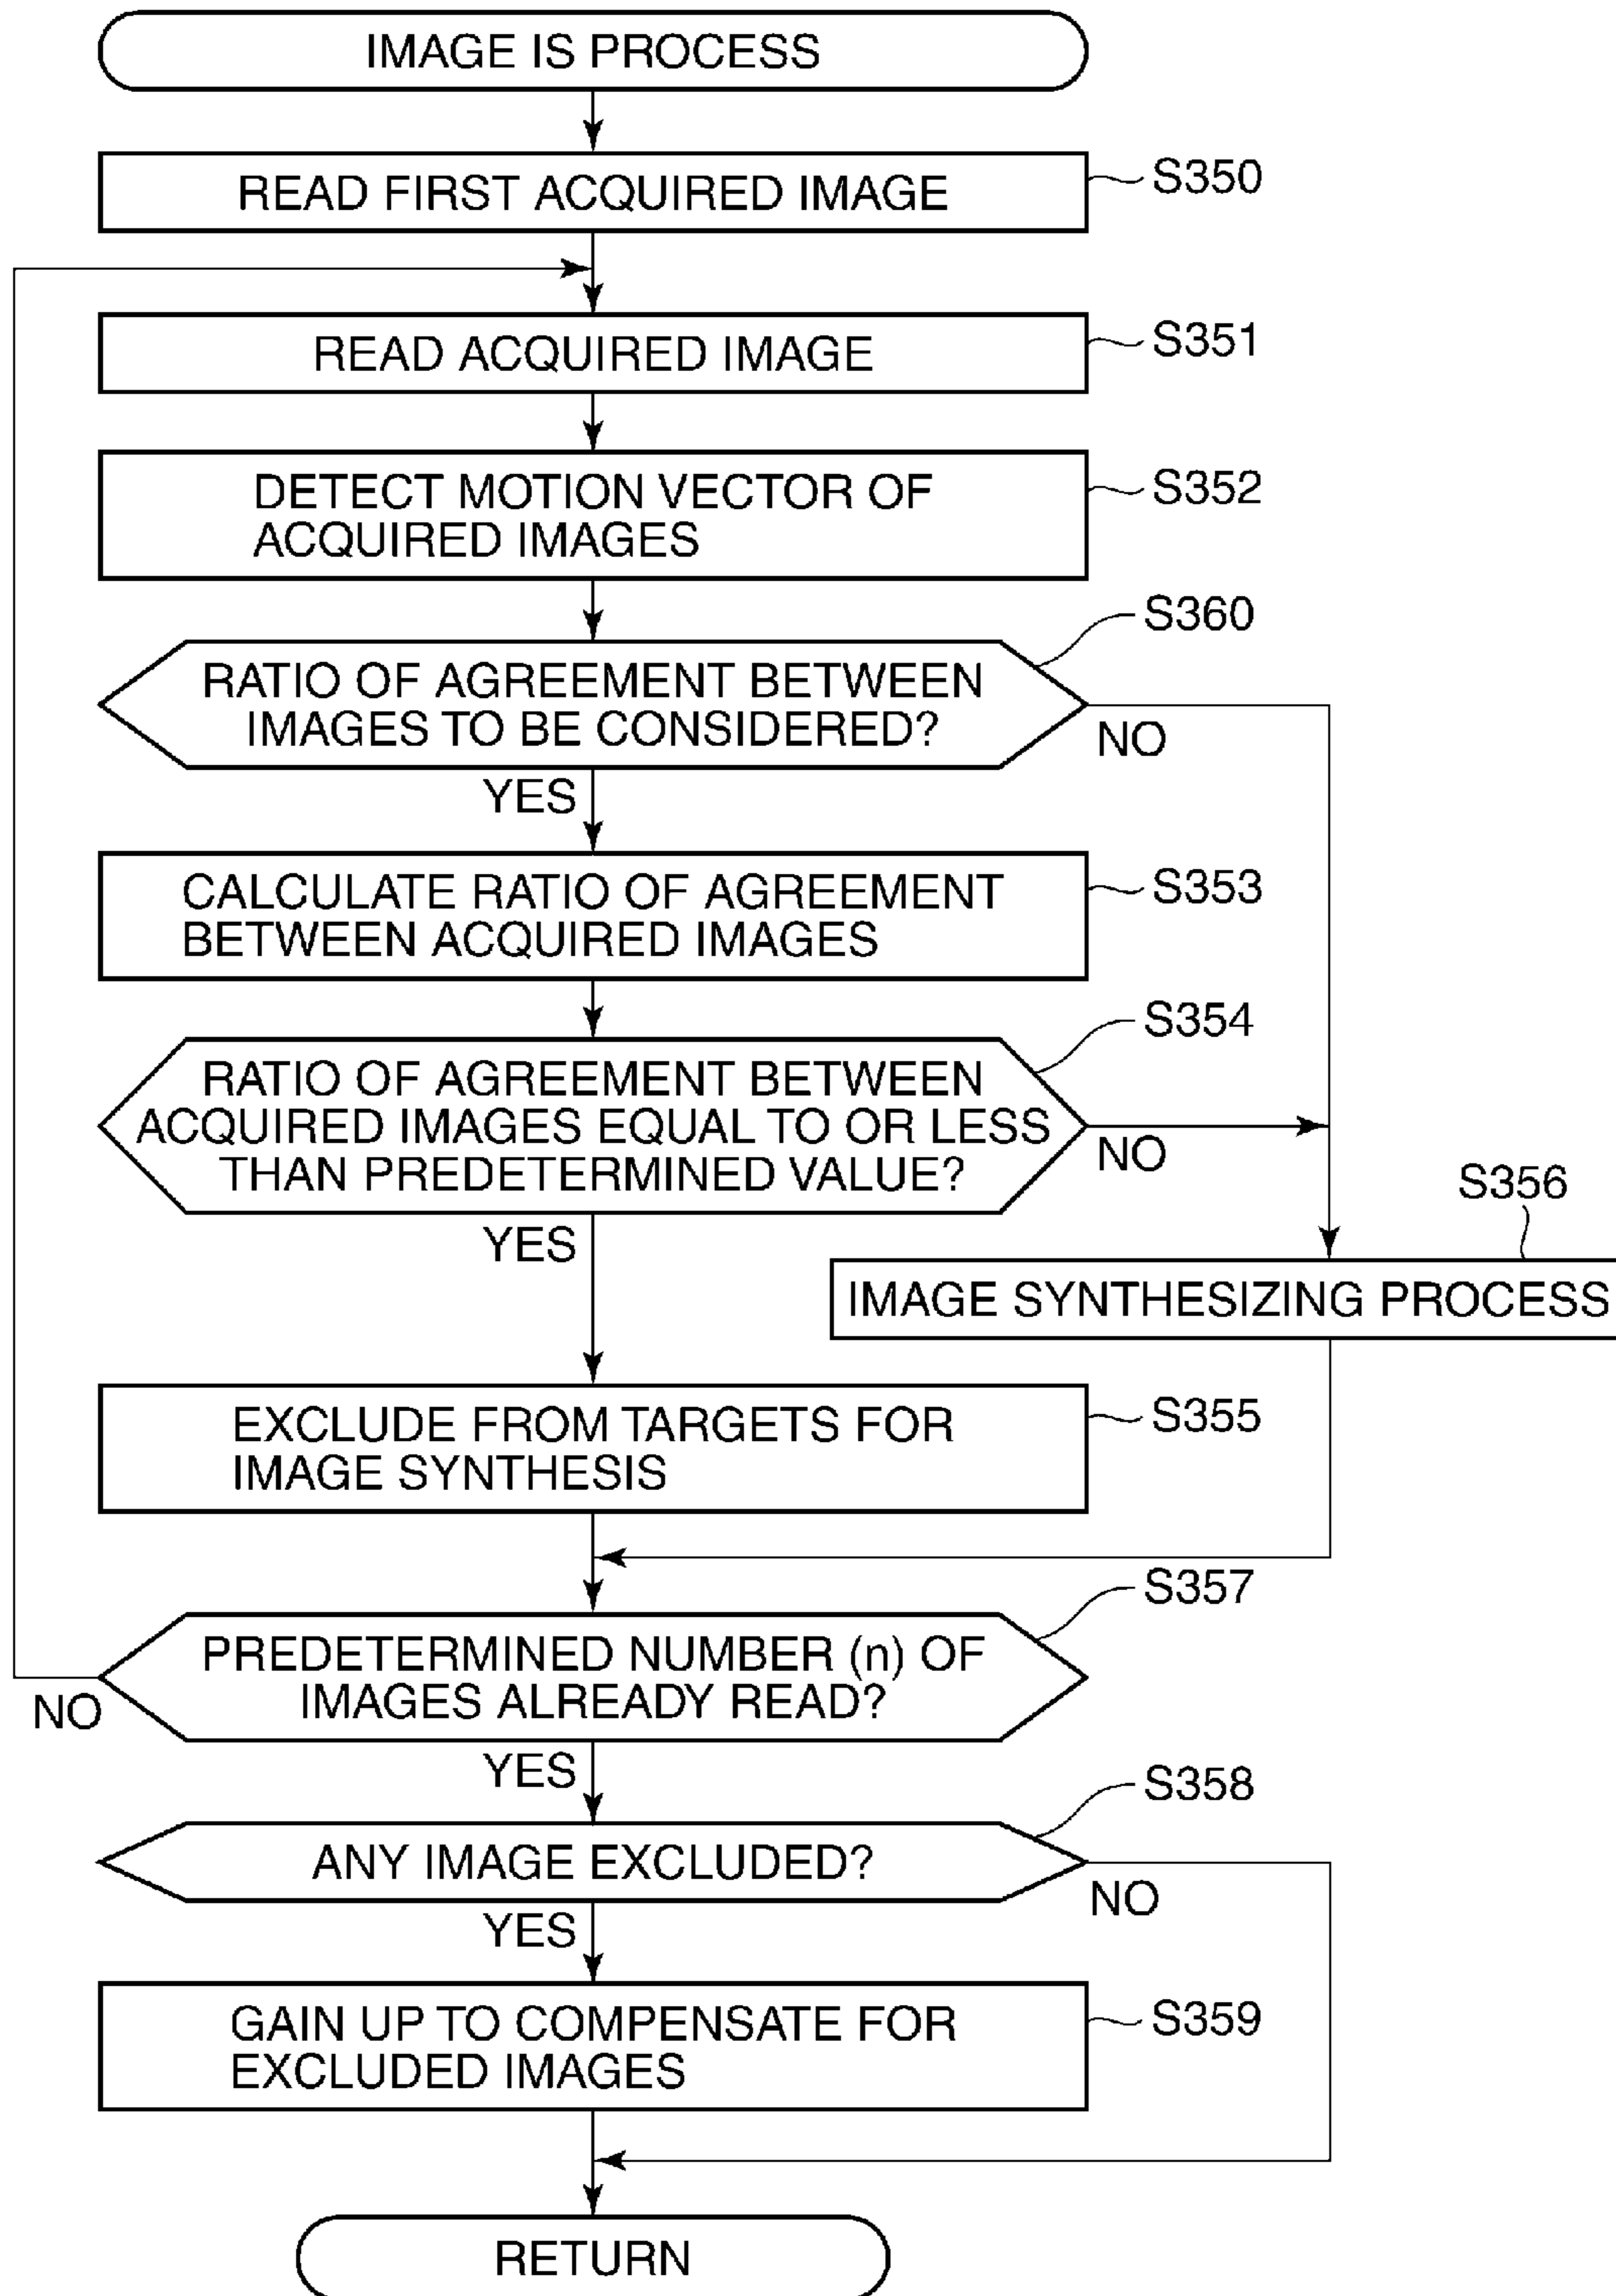 IMAGE IS PROCESS
READ FIRST ACQUIRED IMAGE
S350
READ ACQUIRED IMAGE
S351
DETECT MOTION VECTOR OF
ACQUIRED IMAGES
S352
S360
RATIO OF AGREEMENT BETWEEN
IMAGES TO BE CONSIDERED?
NO
YES
CALCULATE RATIO OF AGREEMENT
BETWEEN ACQUIRED IMAGES
S353
S354
RATIO OF AGREEMENT BETWEEN
ACQUIRED IMAGES EQUAL TO OR LESS
THAN PREDETERMINED VALUE?
NO
YES
S356
IMAGE SYNTHESIZING PROCESS
EXCLUDE FROM TARGETS FOR
IMAGE SYNTHESIS
S355
S357
PREDETERMINED NUMBER (n) OF
IMAGES ALREADY READ?
NO
YES
S358
ANY IMAGE EXCLUDED?
NO
YES
GAIN UP TO COMPENSATE FOR
EXCLUDED IMAGES
S359
RETURN